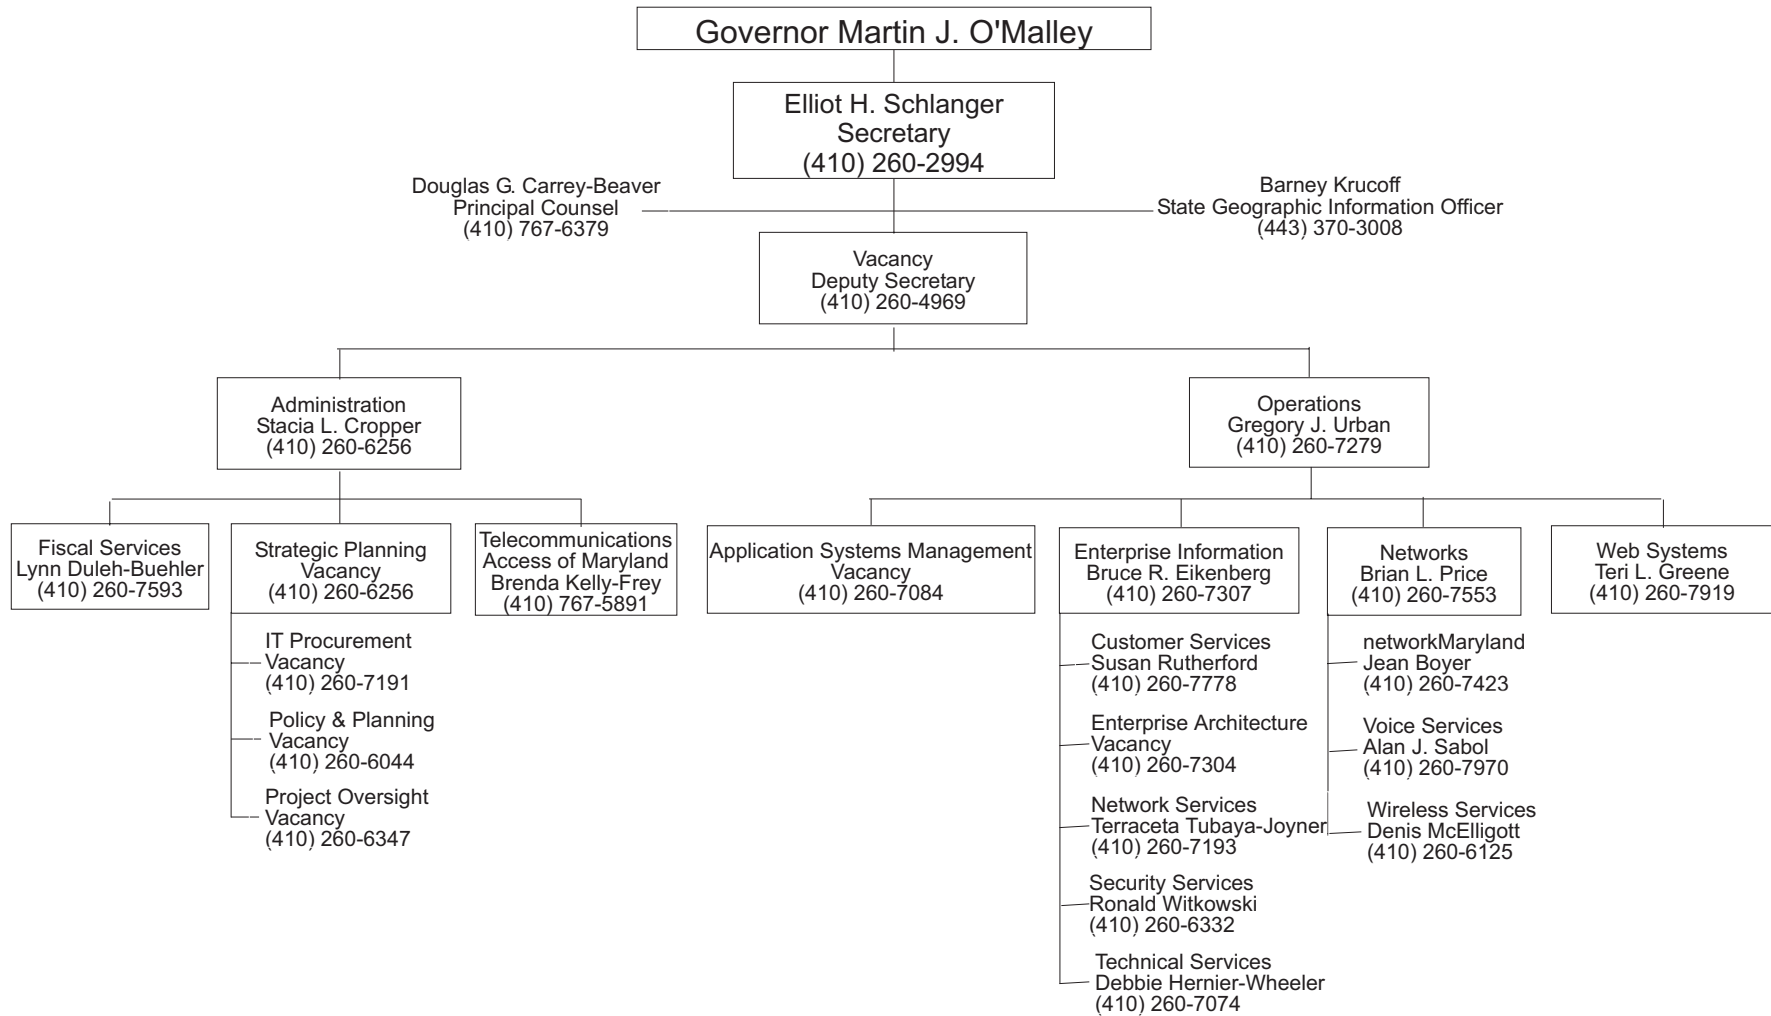 Governor Martin J. O'Malley
Elliot H. Schlanger
Secretary
(410) 260-2994
Douglas G. Carrey-Beaver
Principal Counsel
(410) 767-6379
Barney Krucoff
State Geographic Information Officer
(443) 370-3008
Vacancy
Deputy Secretary
(410) 260-4969
Administration
Stacia L. Cropper
(410) 260-6256
Operations
Gregory J. Urban
(410) 260-7279
Fiscal Services
Lynn Duleh-Buehler
(410) 260-7593
Strategic Planning
Vacancy
(410) 260-6256
Telecommunications
Access of Maryland
Brenda Kelly-Frey
(410) 767-5891
Application Systems Management
Vacancy
(410) 260-7084
Enterprise Information
Bruce R. Eikenberg
(410) 260-7307
Networks
Brian L. Price
(410) 260-7553
Web Systems
Teri L. Greene
(410) 260-7919
IT Procurement
Vacancy
(410) 260-7191
Policy & Planning
Vacancy
(410) 260-6044
Project Oversight
Vacancy
(410) 260-6347
Customer Services
Susan Rutherford
(410) 260-7778
Enterprise Architecture
Vacancy
(410) 260-7304
Network Services
Terraceta Tubaya-Joyner
(410) 260-7193
Security Services
Ronald Witkowski
(410) 260-6332
Technical Services
Debbie Hernier-Wheeler
(410) 260-7074
networkMaryland
Jean Boyer
(410) 260-7423
Voice Services
Alan J. Sabol
(410) 260-7970
Wireless Services
Denis McElligott
(410) 260-6125